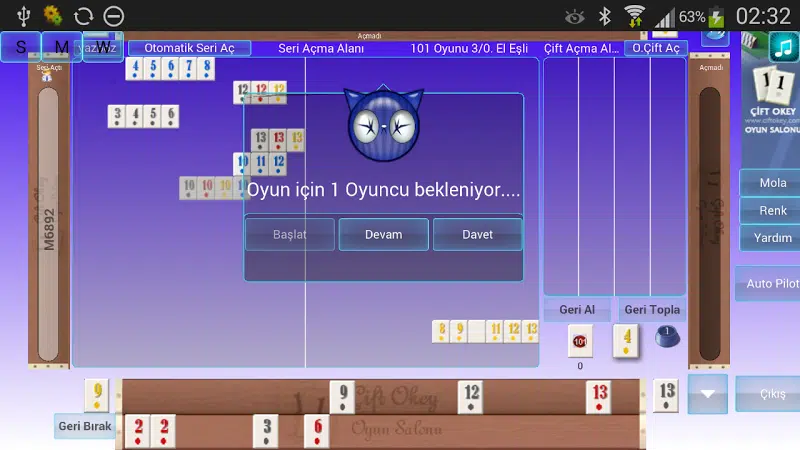 63% 02:32
Açmadı
S M W
Otomatik Seri Aç Seri Açma Alanı 101 Oyunu 3/0. El Eşli Çift Açma Al... O.Çift Aç
Seri Açtı
Açmadı
4 5 6 7 8
12 12 12
3 4 5 6
13 13 13
10 11 12
10 10 10
M6892
Oyun için 1 Oyuncu bekleniyor....
Başlat Devam Davet
11
ÇİFT OKEY
www.ciftokey.com
OYUN SALONU
Mola
Renk
Yardım
Auto Pilot
8 9 11 12 13
Geri Al Geri Topla
101 4 1
0
9 9 12 13 13
Çift Okey
Çıkış
Geri Bırak 2 2 3 6
Oyun Salonu